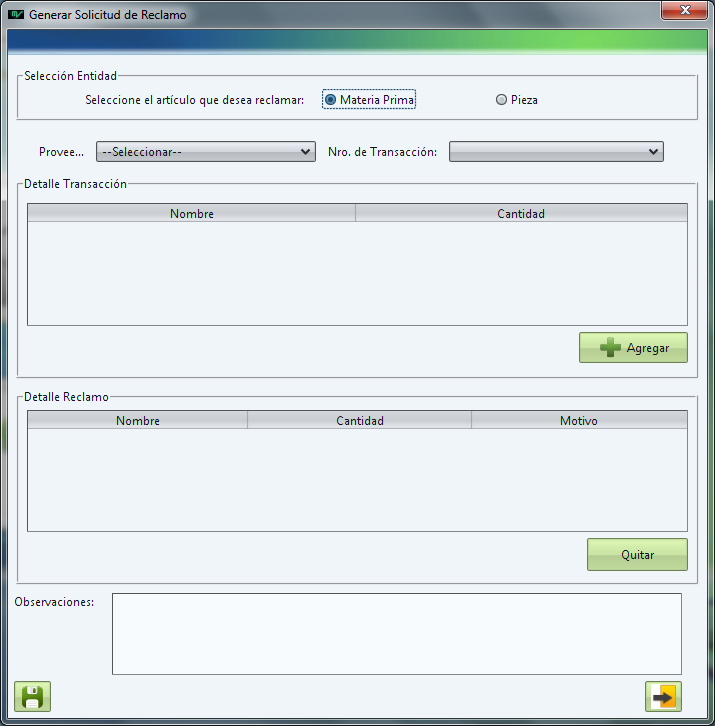 Generar Solicitud de Reclamo
Selección Entidad
Seleccione el artículo que desea reclamar: Materia Prima Pieza
Provee... --Seleccionar-- Nro. de Transacción:
Detalle Transacción
Nombre Cantidad
Agregar
Detalle Reclamo
Nombre Cantidad Motivo
Quitar
Observaciones: